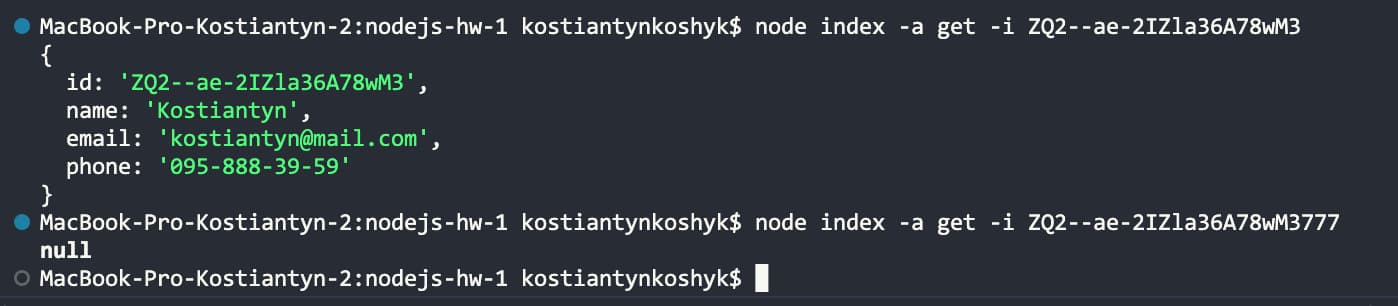 MacBook-Pro-Kostiantyn-2:nodejs-hw-1 kostiantynkoshyk$ node index -a get -i ZQ2--ae-2IZla36A78wM3
{
  id: 'ZQ2--ae-2IZla36A78wM3',
  name: 'Kostiantyn',
  email: 'kostiantyn@mail.com',
  phone: '095-888-39-59'
}
MacBook-Pro-Kostiantyn-2:nodejs-hw-1 kostiantynkoshyk$ node index -a get -i ZQ2--ae-2IZla36A78wM3777
null
MacBook-Pro-Kostiantyn-2:nodejs-hw-1 kostiantynkoshyk$